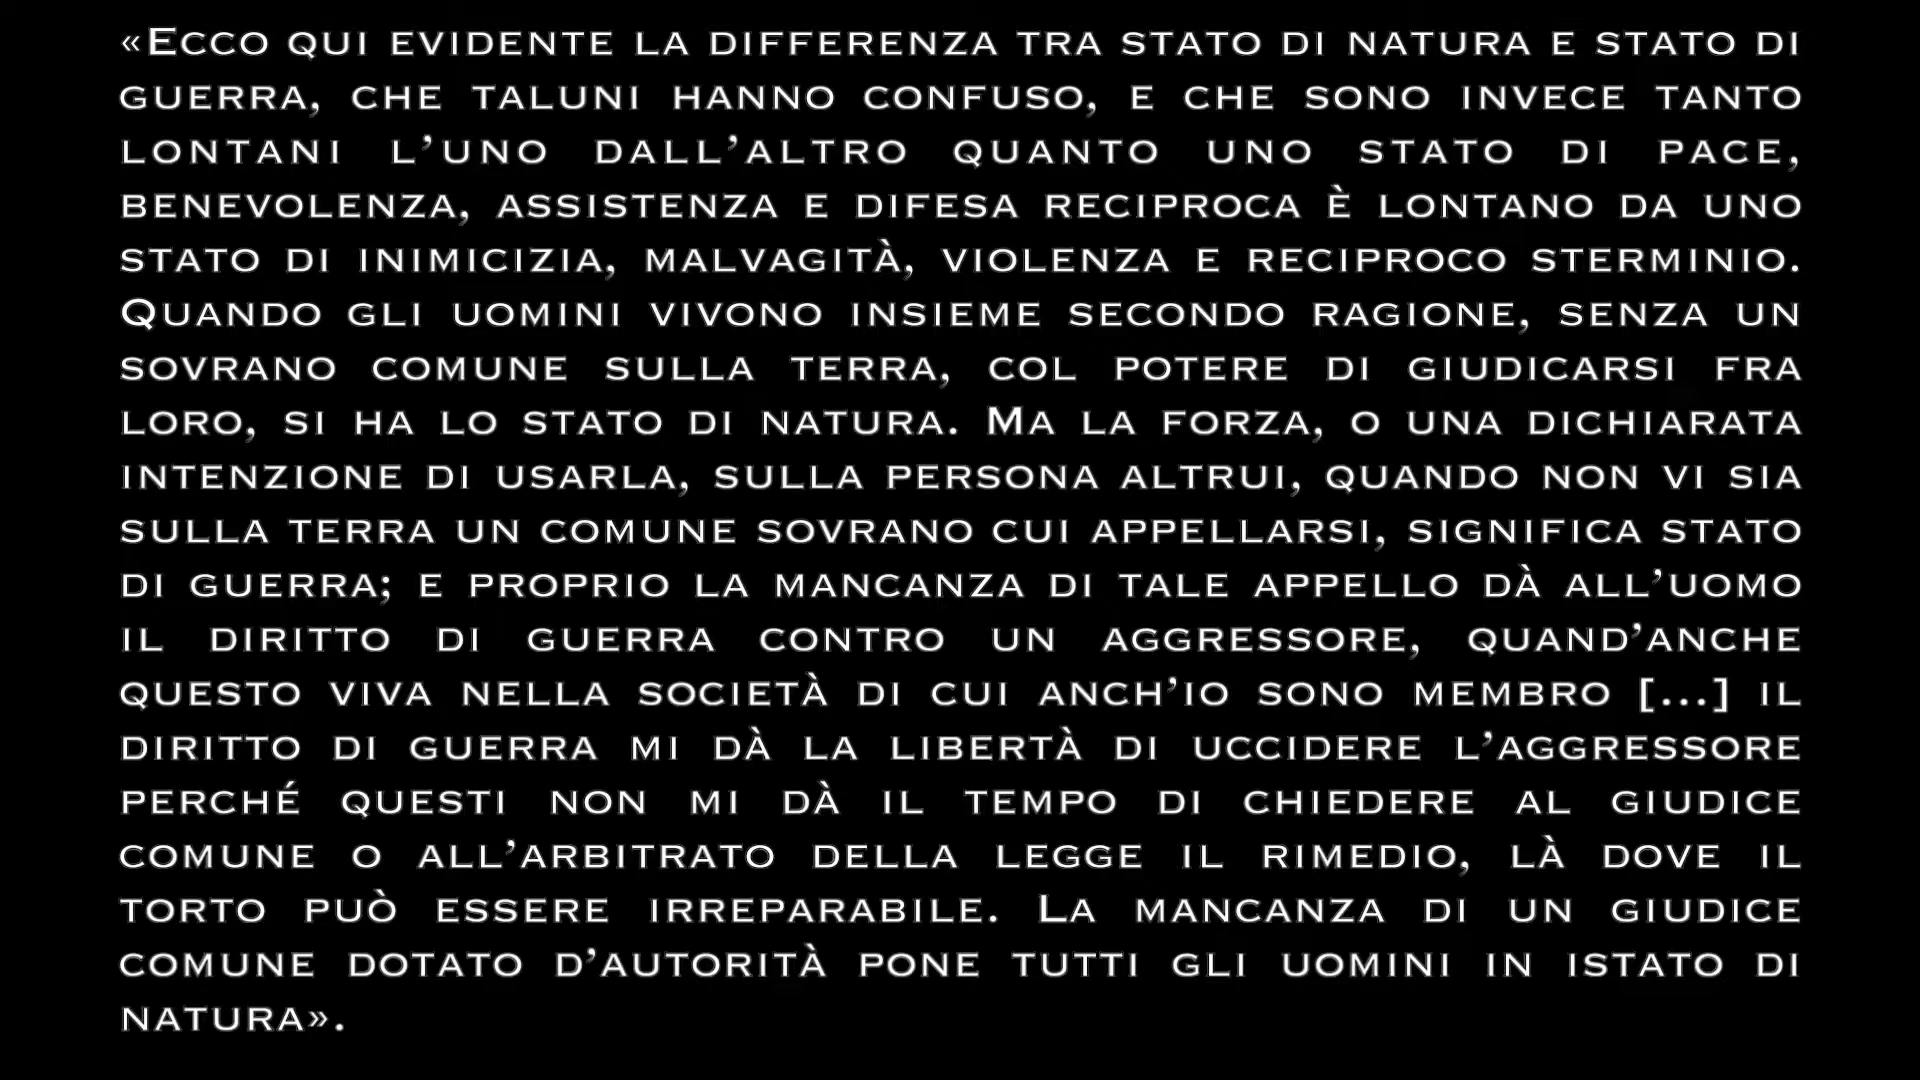 «Ecco qui evidente la differenza tra stato di natura e stato di
guerra, che taluni hanno confuso, e che sono invece tanto
lontani l’uno dall’altro quanto uno stato di pace,
benevolenza, assistenza e difesa reciproca è lontano da uno
stato di inimicizia, malvagità, violenza e reciproco sterminio.
Quando gli uomini vivono insieme secondo ragione, senza un
sovrano comune sulla terra, col potere di giudicarsi fra
loro, si ha lo stato di natura. Ma la forza, o una dichiarata
intenzione di usarla, sulla persona altrui, quando non vi sia
sulla terra un comune sovrano cui appellarsi, significa stato
di guerra; e proprio la mancanza di tale appello dà all’uomo
il diritto di guerra contro un aggressore, quand’anche
questo viva nella società di cui anch’io sono membro [...] il
diritto di guerra mi dà la libertà di uccidere l’aggressore
perché questi non mi dà il tempo di chiedere al giudice
comune o all’arbitrato della legge il rimedio, là dove il
torto può essere irreparabile. La mancanza di un giudice
comune dotato d’autorità pone tutti gli uomini in istato di
natura».